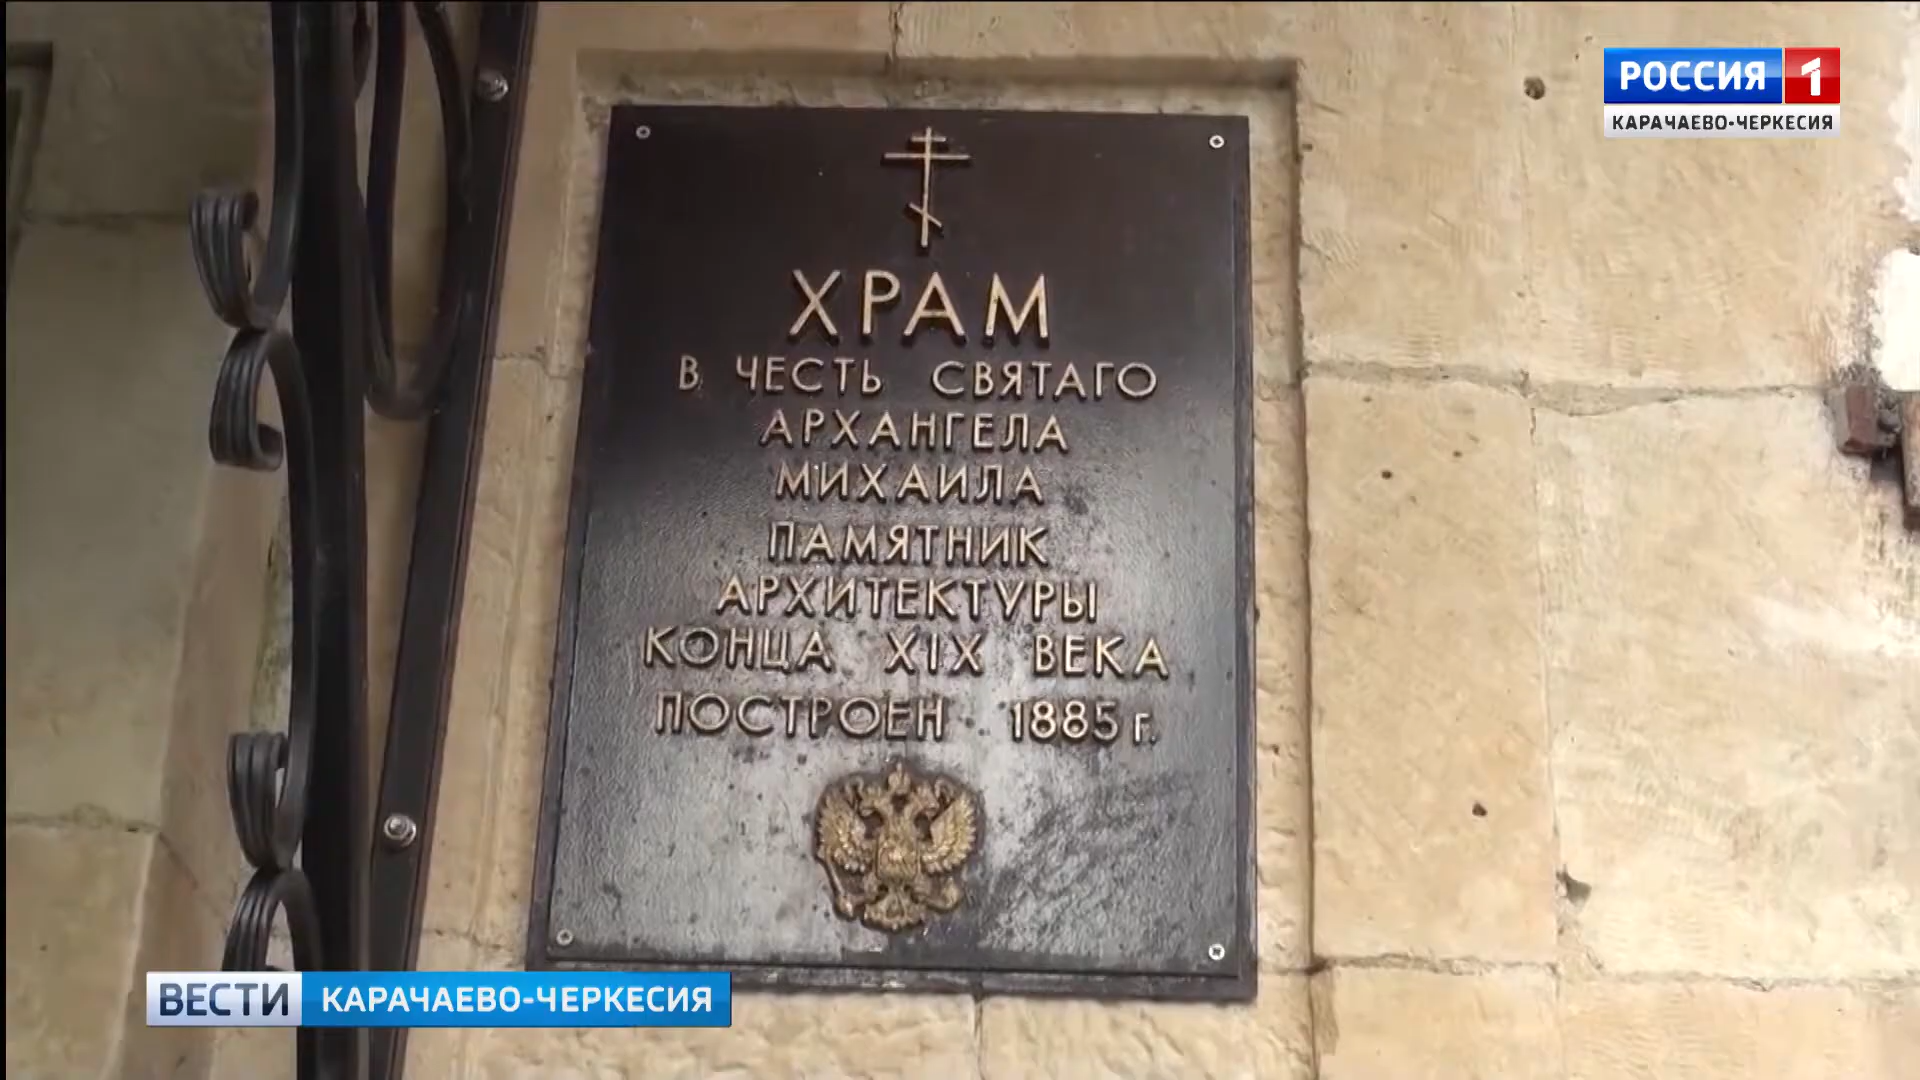 РОССИЯ 1
КАРАЧАЕВО-ЧЕРКЕСИЯ
ХРАМ
В ЧЕСТЬ СВЯТАГО
АРХАНГЕЛА
МИХАИЛА
ПАМЯТНИК
АРХИТЕКТУРЫ
КОНЦА XIX ВЕКА
ПОСТРОЕН 1885 г.
ВЕСТИ КАРАЧАЕВО-ЧЕРКЕСИЯ